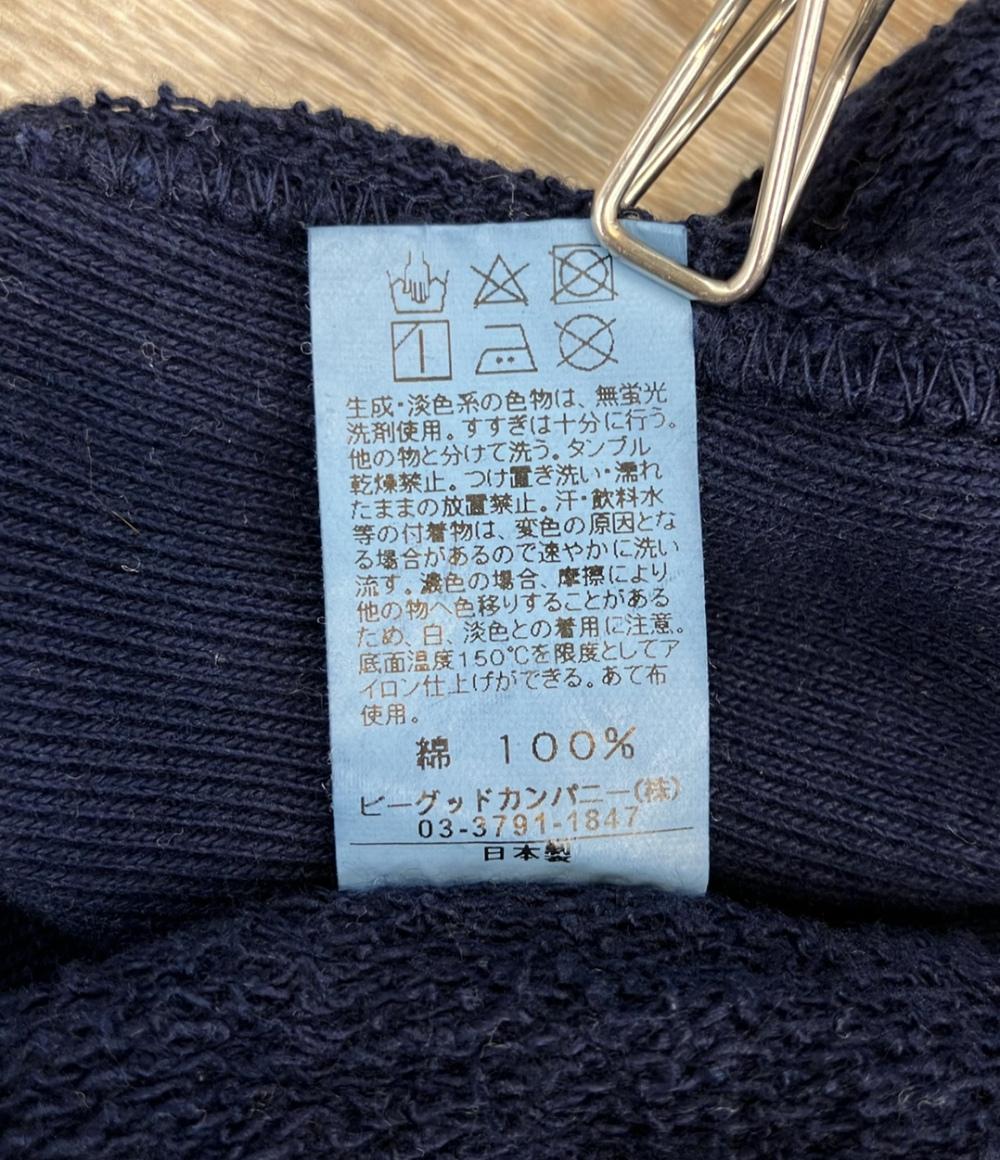 生成・淡色系の色物は、無蛍光
洗剤使用。すすぎは十分に行う。
他の物と分けて洗う。タンブル
乾燥禁止。つけ置き洗い・濡れ
たままの放置禁止。汗・飲料水
等の付着物は、変色の原因とな
る場合があるので速やかに洗い
流す。濃色の場合、摩擦により
他の物へ色移りすることがある
ため、白、淡色との着用に注意。
底面温度150℃を限度としてア
イロン仕上げができる。あて布
使用。
綿 100%
ビーグッドカンパニー(株)
03-3791-1847
日本製